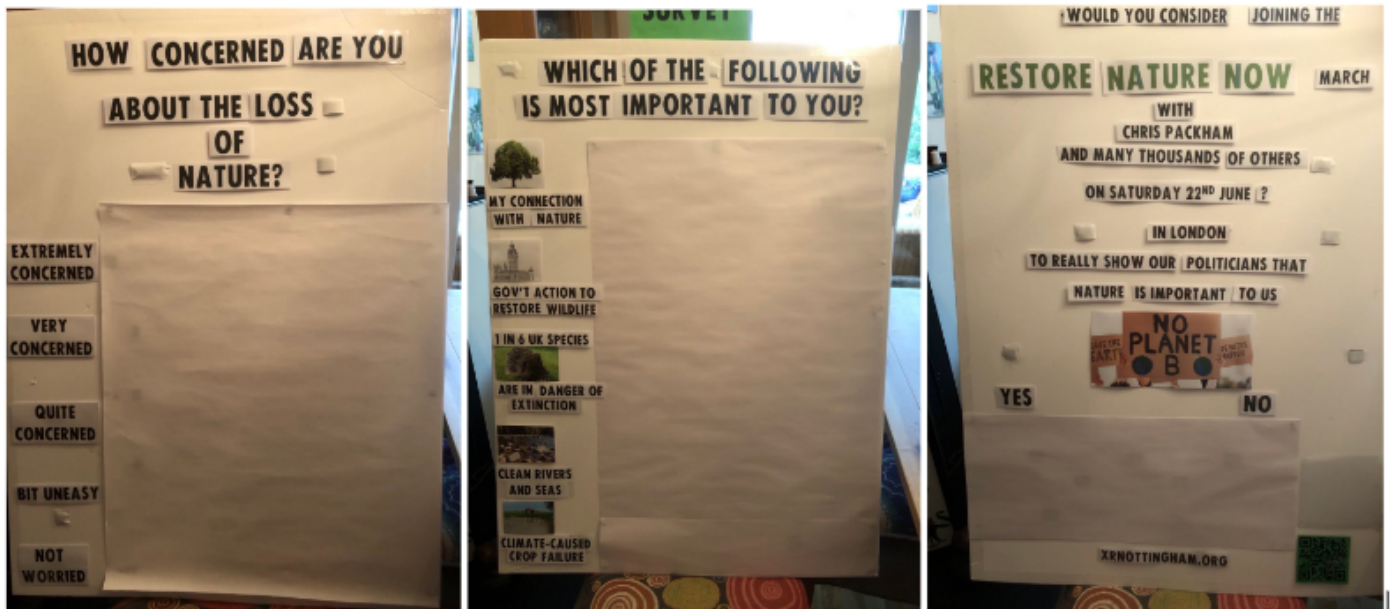 HOW CONCERNED ARE YOU
ABOUT THE LOSS
OF
NATURE?
EXTREMELY
CONCERNED
VERY
CONCERNED
QUITE
CONCERNED
BIT UNEASY
NOT
WORRIED
SURVEY
WHICH OF THE FOLLOWING
IS MOST IMPORTANT TO YOU?
MY CONNECTION
WITH NATURE
GOV'T ACTION TO
RESTORE WILDLIFE
1 IN 6 UK SPECIES
ARE IN DANGER OF
EXTINCTION
CLEAN RIVERS
AND SEAS
CLIMATE-CAUSED
CROP FAILURE
WOULD YOU CONSIDER JOINING THE
RESTORE NATURE NOW MARCH
WITH
CHRIS PACKHAM
AND MANY THOUSANDS OF OTHERS
ON SATURDAY 22ND JUNE ?
IN LONDON
TO REALLY SHOW OUR POLITICIANS THAT
NATURE IS IMPORTANT TO US
NO
PLANET
B
EARTH
YES
NO
XRNOTTINGHAM.ORG